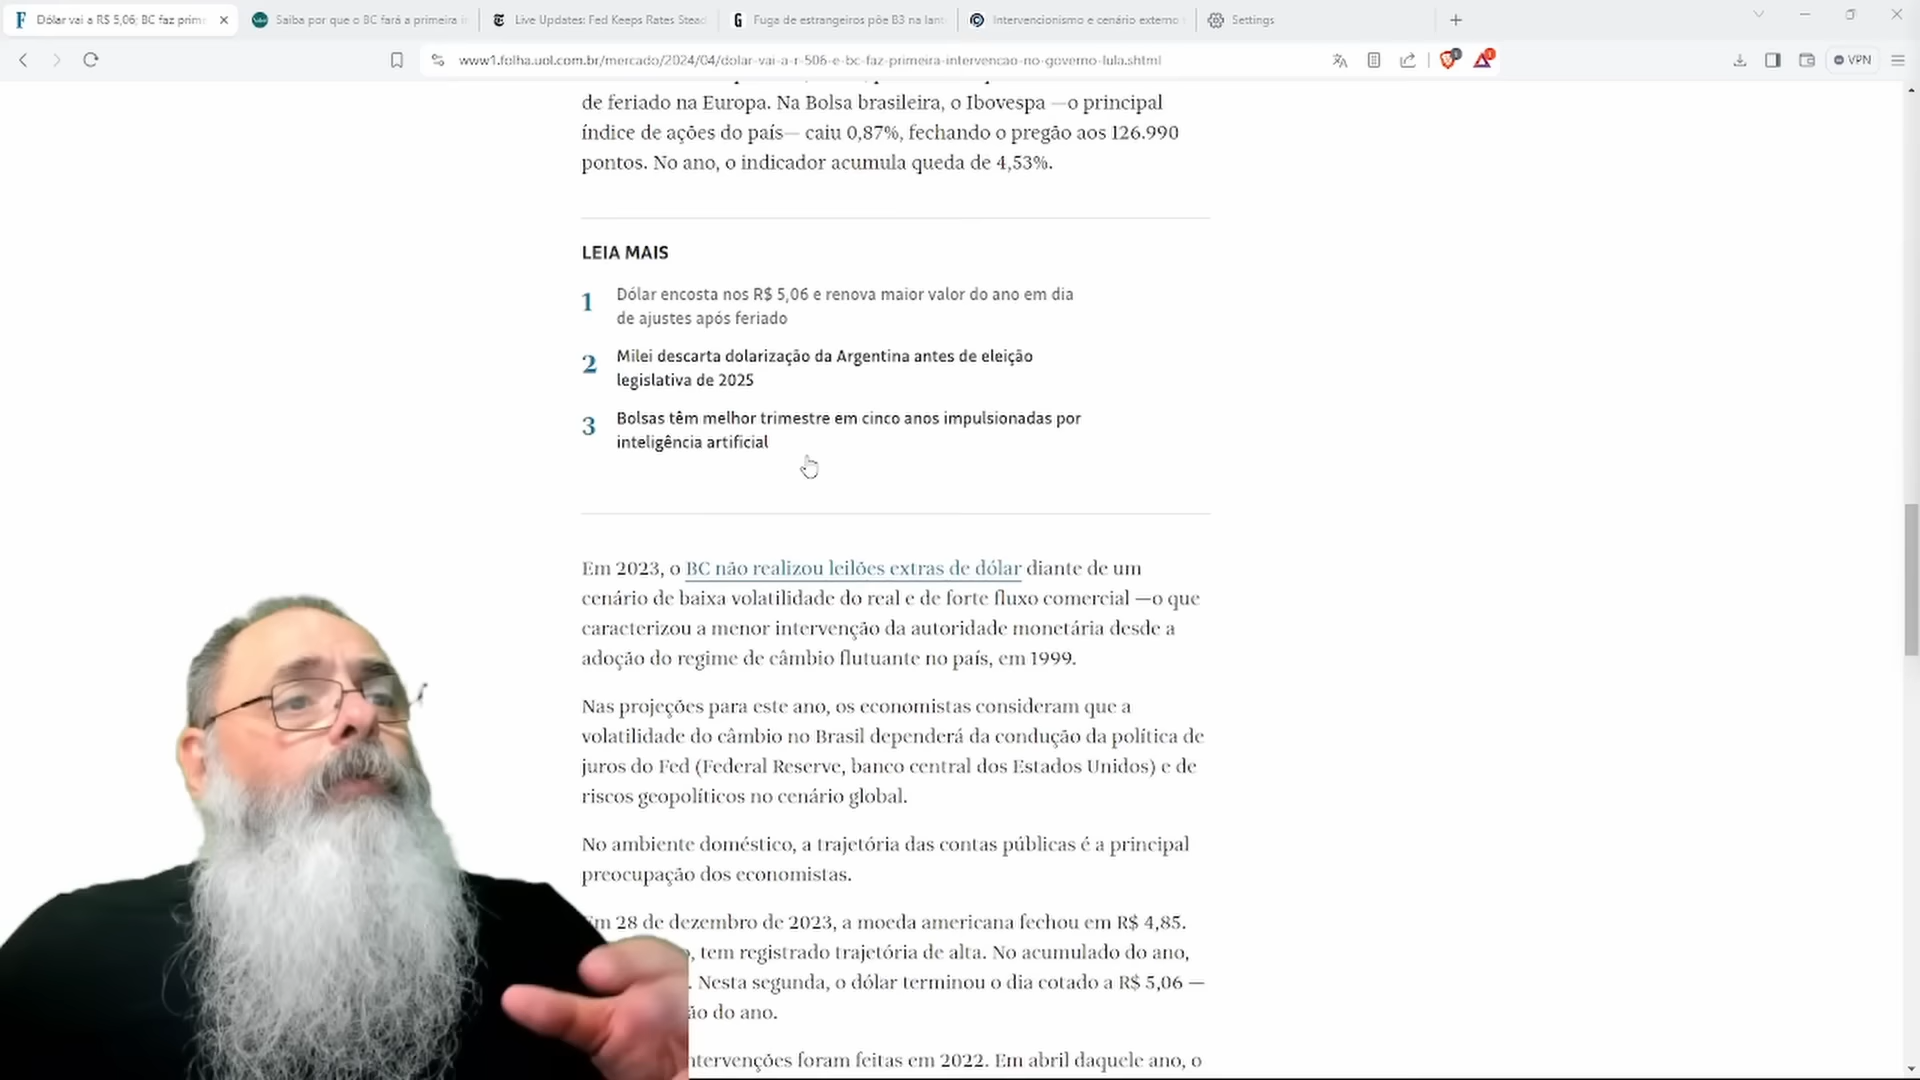 Dólar vai a R$ 5,06; BC faz prim
Saiba por que o BC fará a primeira i
Live Updates: Fed Keeps Rates Stead
Fuga de estrangeiros põe B3 na lant
Intervencionismo e cenário externo
Settings
www1.folha.uol.com.br/mercado/2024/04/dolar-vai-a-r-506-e-bc-faz-primeira-intervencao-no-governo-lula.shtml
VPN
de feriado na Europa. Na Bolsa brasileira, o Ibovespa —o principal
índice de ações do país— caiu 0,87%, fechando o pregão aos 126.990
pontos. No ano, o indicador acumula queda de 4,53%.
LEIA MAIS
1 Dólar encosta nos R$ 5,06 e renova maior valor do ano em dia
de ajustes após feriado
2 Milei descarta dolarização da Argentina antes de eleição
legislativa de 2025
3 Bolsas têm melhor trimestre em cinco anos impulsionadas por
inteligência artificial
Em 2023, o BC não realizou leilões extras de dólar diante de um
cenário de baixa volatilidade do real e de forte fluxo comercial —o que
caracterizou a menor intervenção da autoridade monetária desde a
adoção do regime de câmbio flutuante no país, em 1999.
Nas projeções para este ano, os economistas consideram que a
volatilidade do câmbio no Brasil dependerá da condução da política de
juros do Fed (Federal Reserve, banco central dos Estados Unidos) e de
riscos geopolíticos no cenário global.
No ambiente doméstico, a trajetória das contas públicas é a principal
preocupação dos economistas.
Em 28 de dezembro de 2023, a moeda americana fechou em R$ 4,85.
, tem registrado trajetória de alta. No acumulado do ano,
. Nesta segunda, o dólar terminou o dia cotado a R$ 5,06 —
ão do ano.
ntervenções foram feitas em 2022. Em abril daquele ano, o